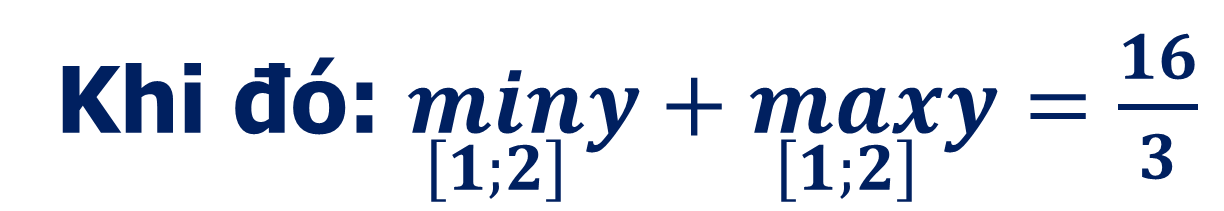 Khi đó: miny + maxy = 16/3
[1;2] [1;2]